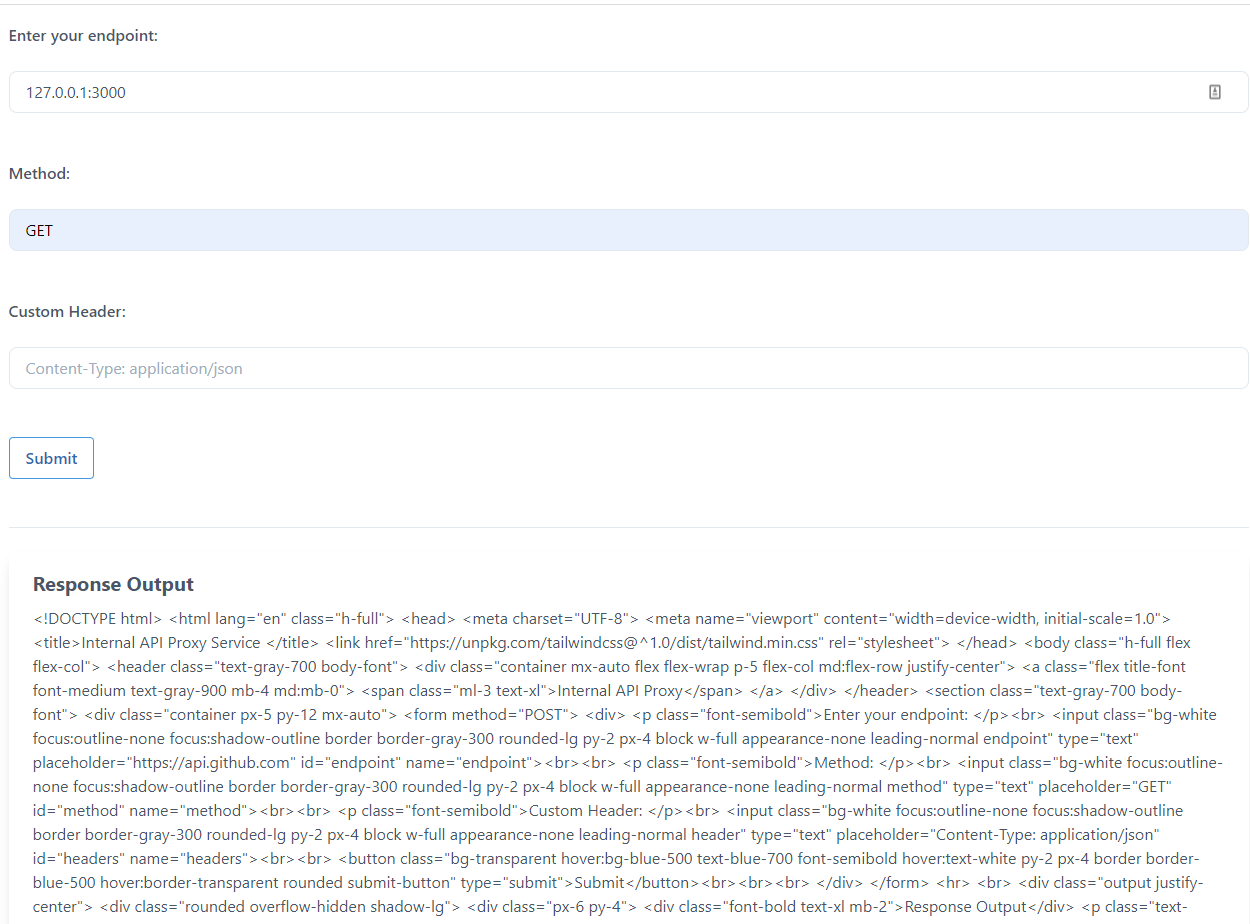 Enter your endpoint:
127.0.0.1:3000
Method:
GET
Custom Header:
Content-Type: application/json
Submit
Response Output
<!DOCTYPE html> <html lang="en" class="h-full"> <head> <meta charset="UTF-8"> <meta name="viewport" content="width=device-width, initial-scale=1.0">
<title>Internal API Proxy Service </title> <link href="https://unpkg.com/tailwindcss@^1.0/dist/tailwind.min.css" rel="stylesheet"> </head> <body class="h-full flex
flex-col"> <header class="text-gray-700 body-font"> <div class="container mx-auto flex flex-wrap p-5 flex-col md:flex-row justify-center"> <a class="flex title-font
font-medium text-gray-900 mb-4 md:mb-0"> <span class="ml-3 text-xl">Internal API Proxy</span> </a> </div> </header> <section class="text-gray-700 body-
font"> <div class="container px-5 py-12 mx-auto"> <form method="POST"> <div> <p class="font-semibold">Enter your endpoint: </p><br> <input class="bg-white
focus:outline-none focus:shadow-outline border border-gray-300 rounded-lg py-2 px-4 block w-full appearance-none leading-normal endpoint" type="text"
placeholder="https://api.github.com" id="endpoint" name="endpoint"><br><br> <p class="font-semibold">Method: </p><br> <input class="bg-white focus:outline-
none focus:shadow-outline border border-gray-300 rounded-lg py-2 px-4 block w-full appearance-none leading-normal method" type="text" placeholder="GET"
id="method" name="method"><br><br> <p class="font-semibold">Custom Header: </p><br> <input class="bg-white focus:outline-none focus:shadow-outline
border border-gray-300 rounded-lg py-2 px-4 block w-full appearance-none leading-normal header" type="text" placeholder="Content-Type: application/json"
id="headers" name="headers"><br><br> <button class="bg-transparent hover:bg-blue-500 text-blue-700 font-semibold hover:text-white py-2 px-4 border border-
blue-500 hover:border-transparent rounded submit-button" type="submit">Submit</button><br><br><br> </div> </form> <hr> <br> <div class="output justify-
center"> <div class="rounded overflow-hidden shadow-lg"> <div class="px-6 py-4"> <div class="font-bold text-xl mb-2">Response Output</div> <p class="text-